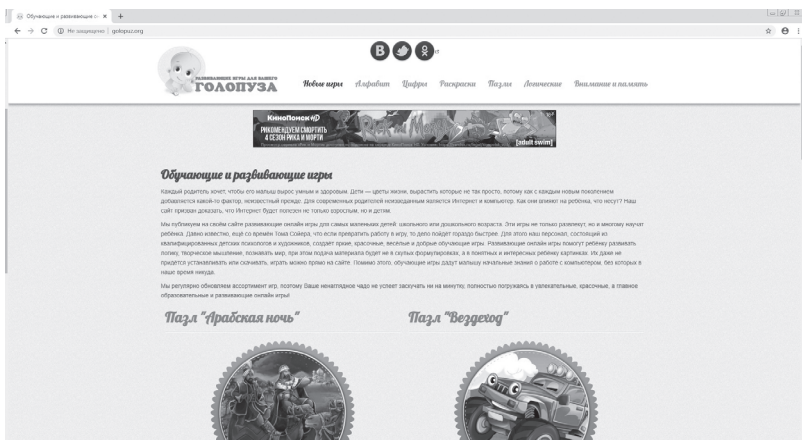 Обучающие и развивающие
Не защищено | golopuz.org
РАЗВИВАЮЩИЕ ИГРЫ ДЛЯ ВАШЕГО
ГОЛОПУЗА
Новые игры Алфавит Цифры Раскраски Пазлы Логические Внимание и память
КиноПоиск HD
РИКОМЕНДУЕМ СМОРТИТЬ
4 СЕЗОН РИКА И МОРТИ
[adult swim]
Обучающие и развивающие игры
Каждый родитель хочет, чтобы его малыш вырос умным и здоровым. Дети — цветы жизни, вырастить которые не так просто, потому как с каждым новым поколением
добавляется какой-то фактор, неизвестный прежде. Для современных родителей неизведанным является Интернет и компьютер. Как они влияют на ребёнка, что несут? Наш
сайт призван доказать, что Интернет будет полезен не только взрослым, но и детям.
Мы публикуем на своём сайте развивающие онлайн игры для самых маленьких детей: школьного или дошкольного возраста. Эти игры не только развлекут, но и многому научат
ребёнка. Давно известно, ещё со времён Тома Сойера, что если превратить работу в игру, то дело пойдёт гораздо быстрее. Для этого наш персонал, состоящий из
квалифицированных детских психологов и художников, создаёт яркие, красочные, весёлые и добрые обучающие игры. Развивающие онлайн игры помогут ребёнку развивать
логику, творческое мышление, познавать мир, при этом подача материала будет не в скучных формулировках, а в понятных и интересных ребёнку картинках. Их даже не
придётся устанавливать или скачивать, играть можно прямо на сайте. Помимо этого, обучающие игры дадут малышу начальные знания о работе с компьютером, без которых в
наше время никуда.
Мы регулярно обновляем ассортимент игр, поэтому Ваше ненаглядное чадо не успеет заскучать ни на минутку, полностью погружаясь в увлекательные, красочные, а главное
образовательные и развивающие онлайн игры!
Пазл "Арабская ночь" Пазл "Вездеход"